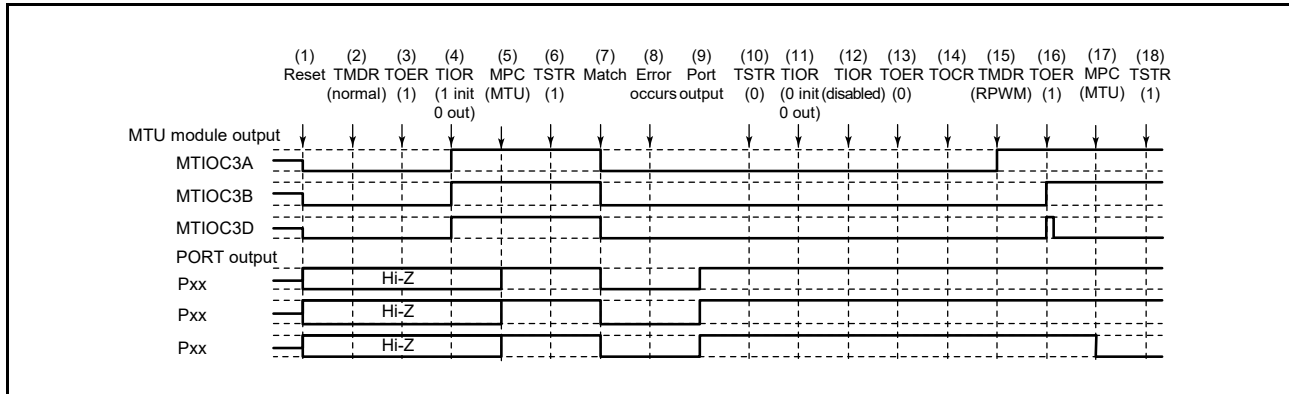 (1) (2) (3) (4) (5) (6) (7) (8) (9) (10) (11) (12) (13) (14) (15) (16) (17) (18)
Reset TMDR TOER TIOR MPC TSTR Match Error Port TSTR TIOR TIOR TOER TOCR TMDR TOER MPC TSTR
(normal) (1) (1 init (MTU) (1) occurs output (0) (0 init (disabled) (0) (RPWM) (1) (MTU) (1)
0 out) 0 out)
MTU module output
MTIOC3A
MTIOC3B
MTIOC3D
PORT output
Pxx Hi-Z
Pxx Hi-Z
Pxx Hi-Z